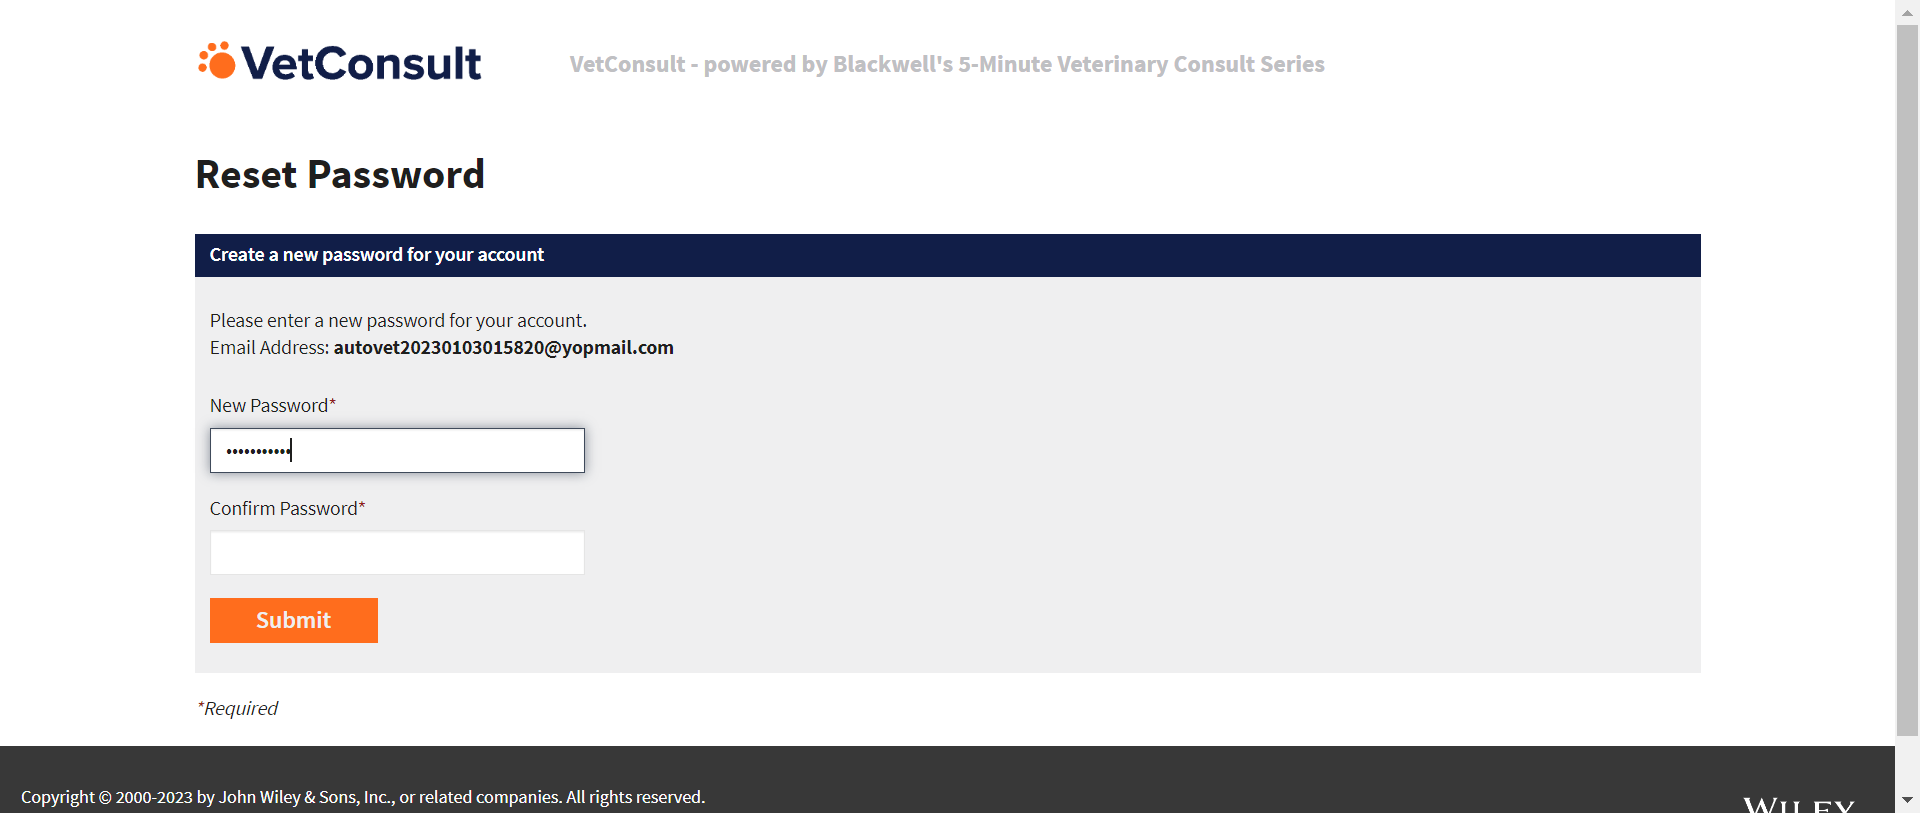 VetConsult
VetConsult - powered by Blackwell's 5-Minute Veterinary Consult Series
Reset Password
Create a new password for your account
Please enter a new password for your account.
Email Address: autovet20230103015820@yopmail.com
New Password*
•••••••••••
Confirm Password*
Submit
*Required
Copyright © 2000-2023 by John Wiley & Sons, Inc., or related companies. All rights reserved.
WILEY